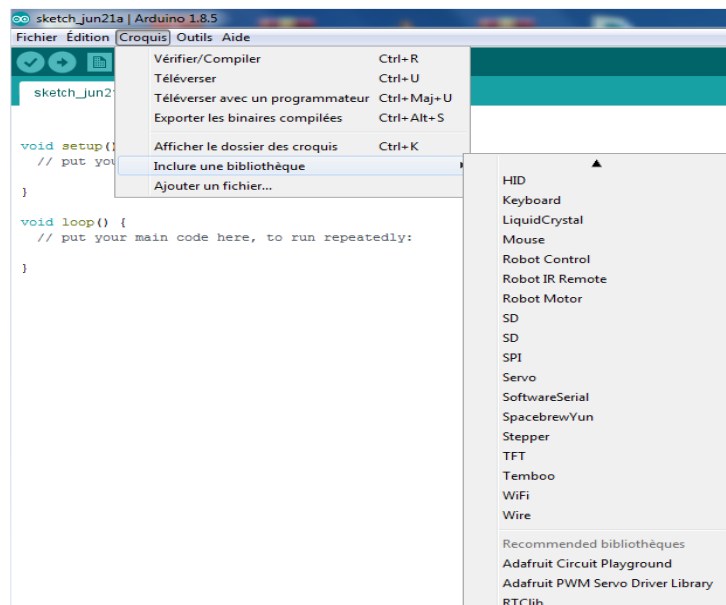 sketch_jun21a | Arduino 1.8.5
Fichier Édition Croquis Outils Aide
sketch_jun2
Vérifier/Compiler Ctrl+R
Téléverser Ctrl+U
Téléverser avec un programmateur Ctrl+Maj+U
Exporter les binaires compilées Ctrl+Alt+S
Afficher le dossier des croquis Ctrl+K
Inclure une bibliothèque
Ajouter un fichier...
void setup()
// put you
}
void loop() {
// put your main code here, to run repeatedly:
}
HID
Keyboard
LiquidCrystal
Mouse
Robot Control
Robot IR Remote
Robot Motor
SD
SD
SPI
Servo
SoftwareSerial
SpacebrewYun
Stepper
TFT
Temboo
WiFi
Wire
Recommended bibliothèques
Adafruit Circuit Playground
Adafruit PWM Servo Driver Library
RTClib